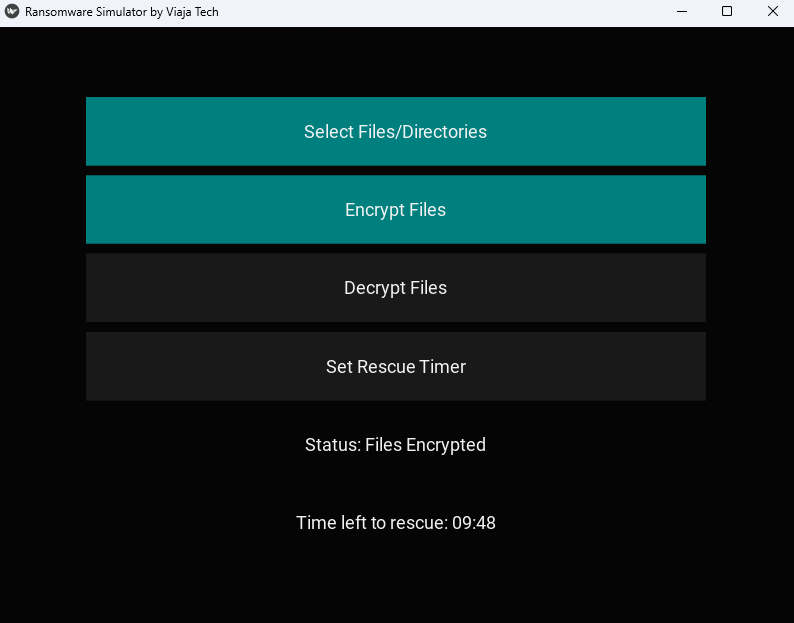 Ransomware Simulator by Viaja Tech
Select Files/Directories
Encrypt Files
Decrypt Files
Set Rescue Timer
Status: Files Encrypted
Time left to rescue: 09:48